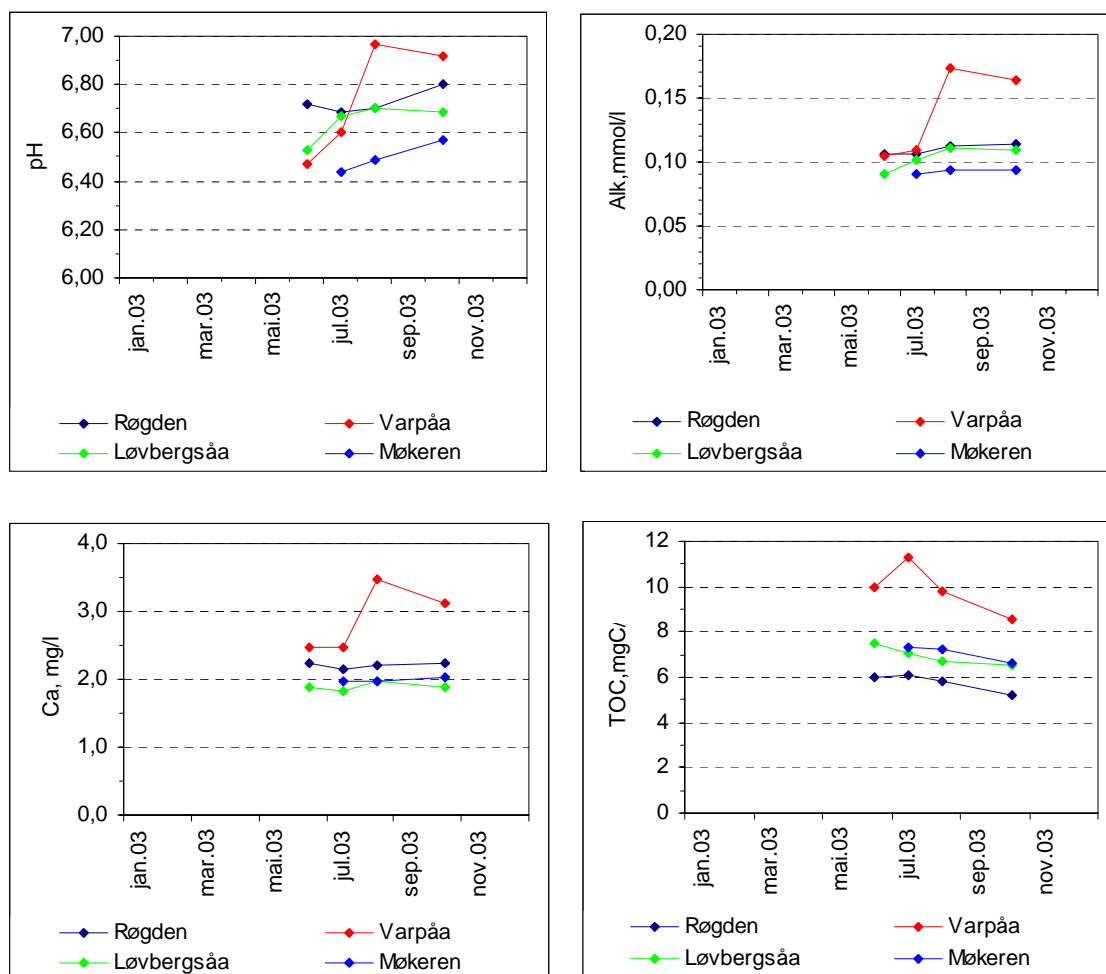 7,00
6,80
6,60
6,40
6,20
6,00
pH
jan.03
mar.03
mai.03
jul.03
sep.03
nov.03
Røgden
Varpåa
Løvbergsåa
Møkeren
0,20
0,15
0,10
0,05
0,00
Alk,mmol/l
jan.03
mar.03
mai.03
jul.03
sep.03
nov.03
Røgden
Varpåa
Løvbergsåa
Møkeren
4,0
3,0
2,0
1,0
0,0
Ca, mg/l
jan.03
mar.03
mai.03
jul.03
sep.03
nov.03
Røgden
Varpåa
Løvbergsåa
Møkeren
12
10
8
6
4
2
0
TOC,mgC/
jan.03
mar.03
mai.03
jul.03
sep.03
nov.03
Røgden
Varpåa
Løvbergsåa
Møkeren